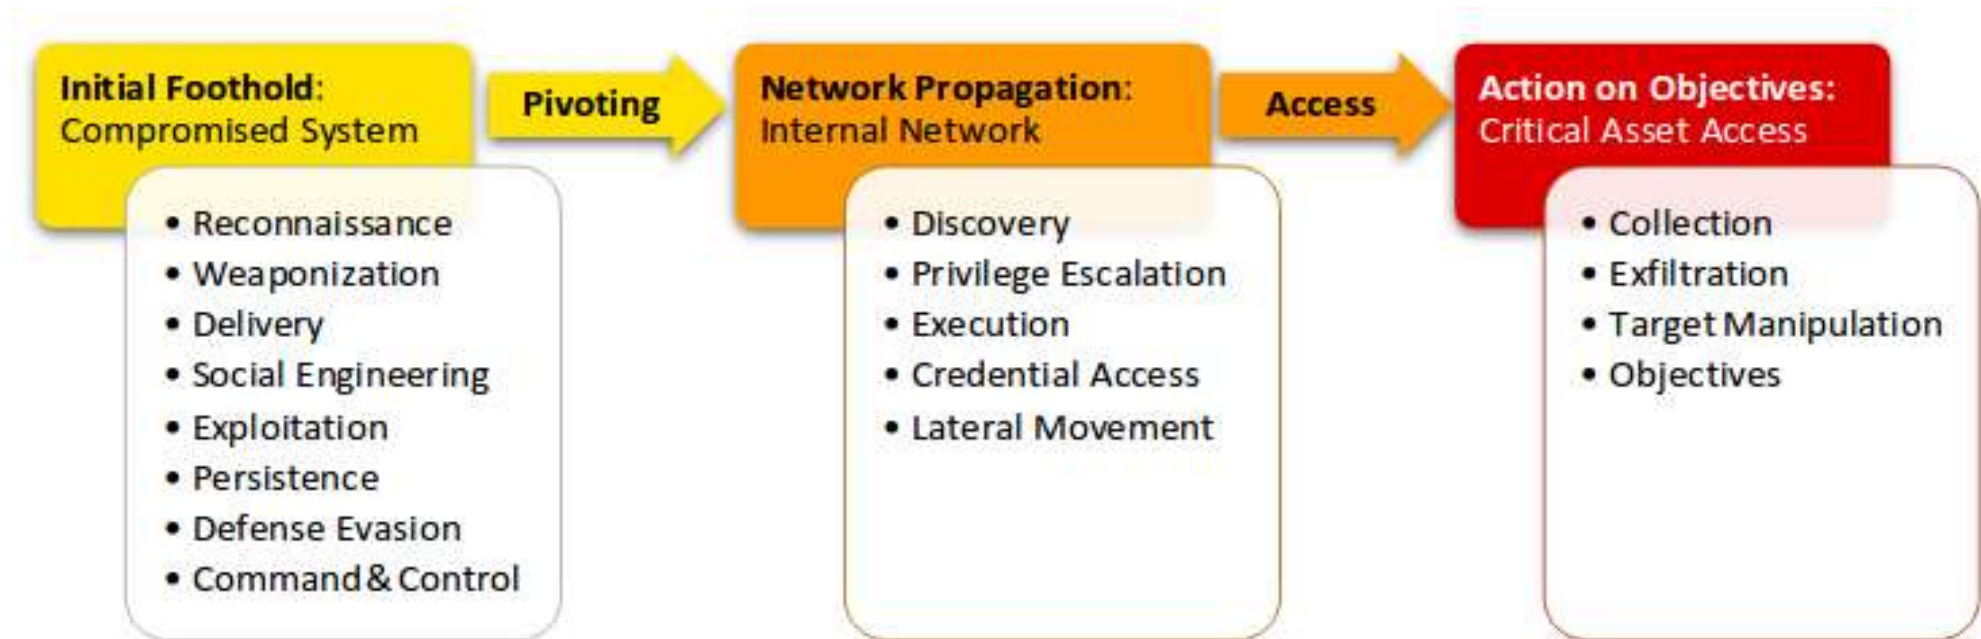 Initial Foothold:
Compromised System
• Reconnaissance
• Weaponization
• Delivery
• Social Engineering
• Exploitation
• Persistence
• Defense Evasion
• Command & Control
Pivoting
Network Propagation:
Internal Network
• Discovery
• Privilege Escalation
• Execution
• Credential Access
• Lateral Movement
Access
Action on Objectives:
Critical Asset Access
• Collection
• Exfiltration
• Target Manipulation
• Objectives